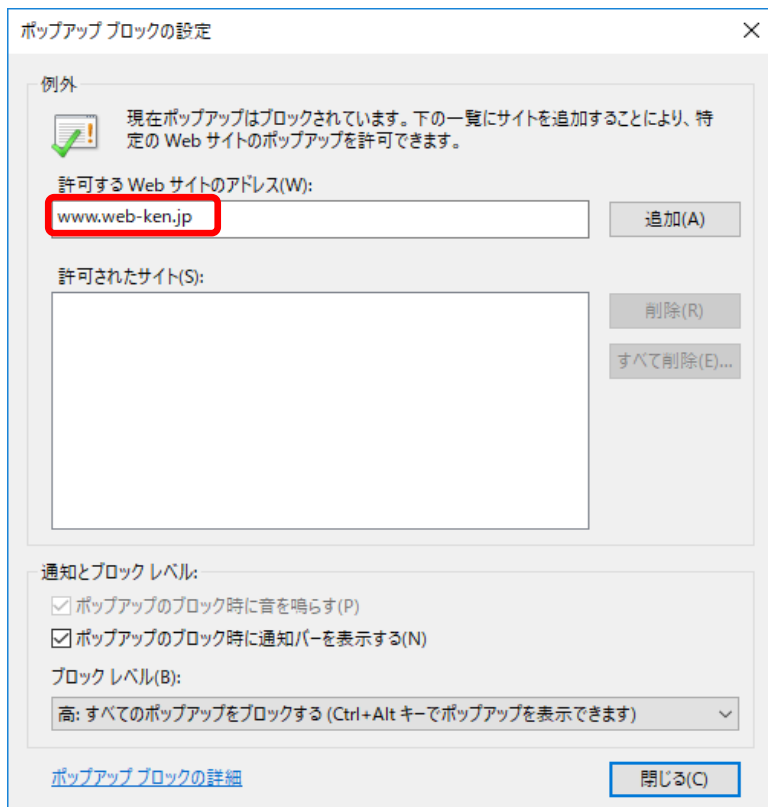 ポップアップ ブロックの設定
例外
現在ポップアップはブロックされています。下の一覧にサイトを追加することにより、特
定の Web サイトのポップアップを許可できます。
許可する Web サイトのアドレス(W):
www.web-ken.jp
追加(A)
許可されたサイト(S):
削除(R)
すべて削除(E)...
通知とブロック レベル:
ポップアップのブロック時に音を鳴らす(P)
ポップアップのブロック時に通知バーを表示する(N)
ブロック レベル(B):
高: すべてのポップアップをブロックする (Ctrl+Alt キーでポップアップを表示できます)
ポップアップ ブロックの詳細
閉じる(C)